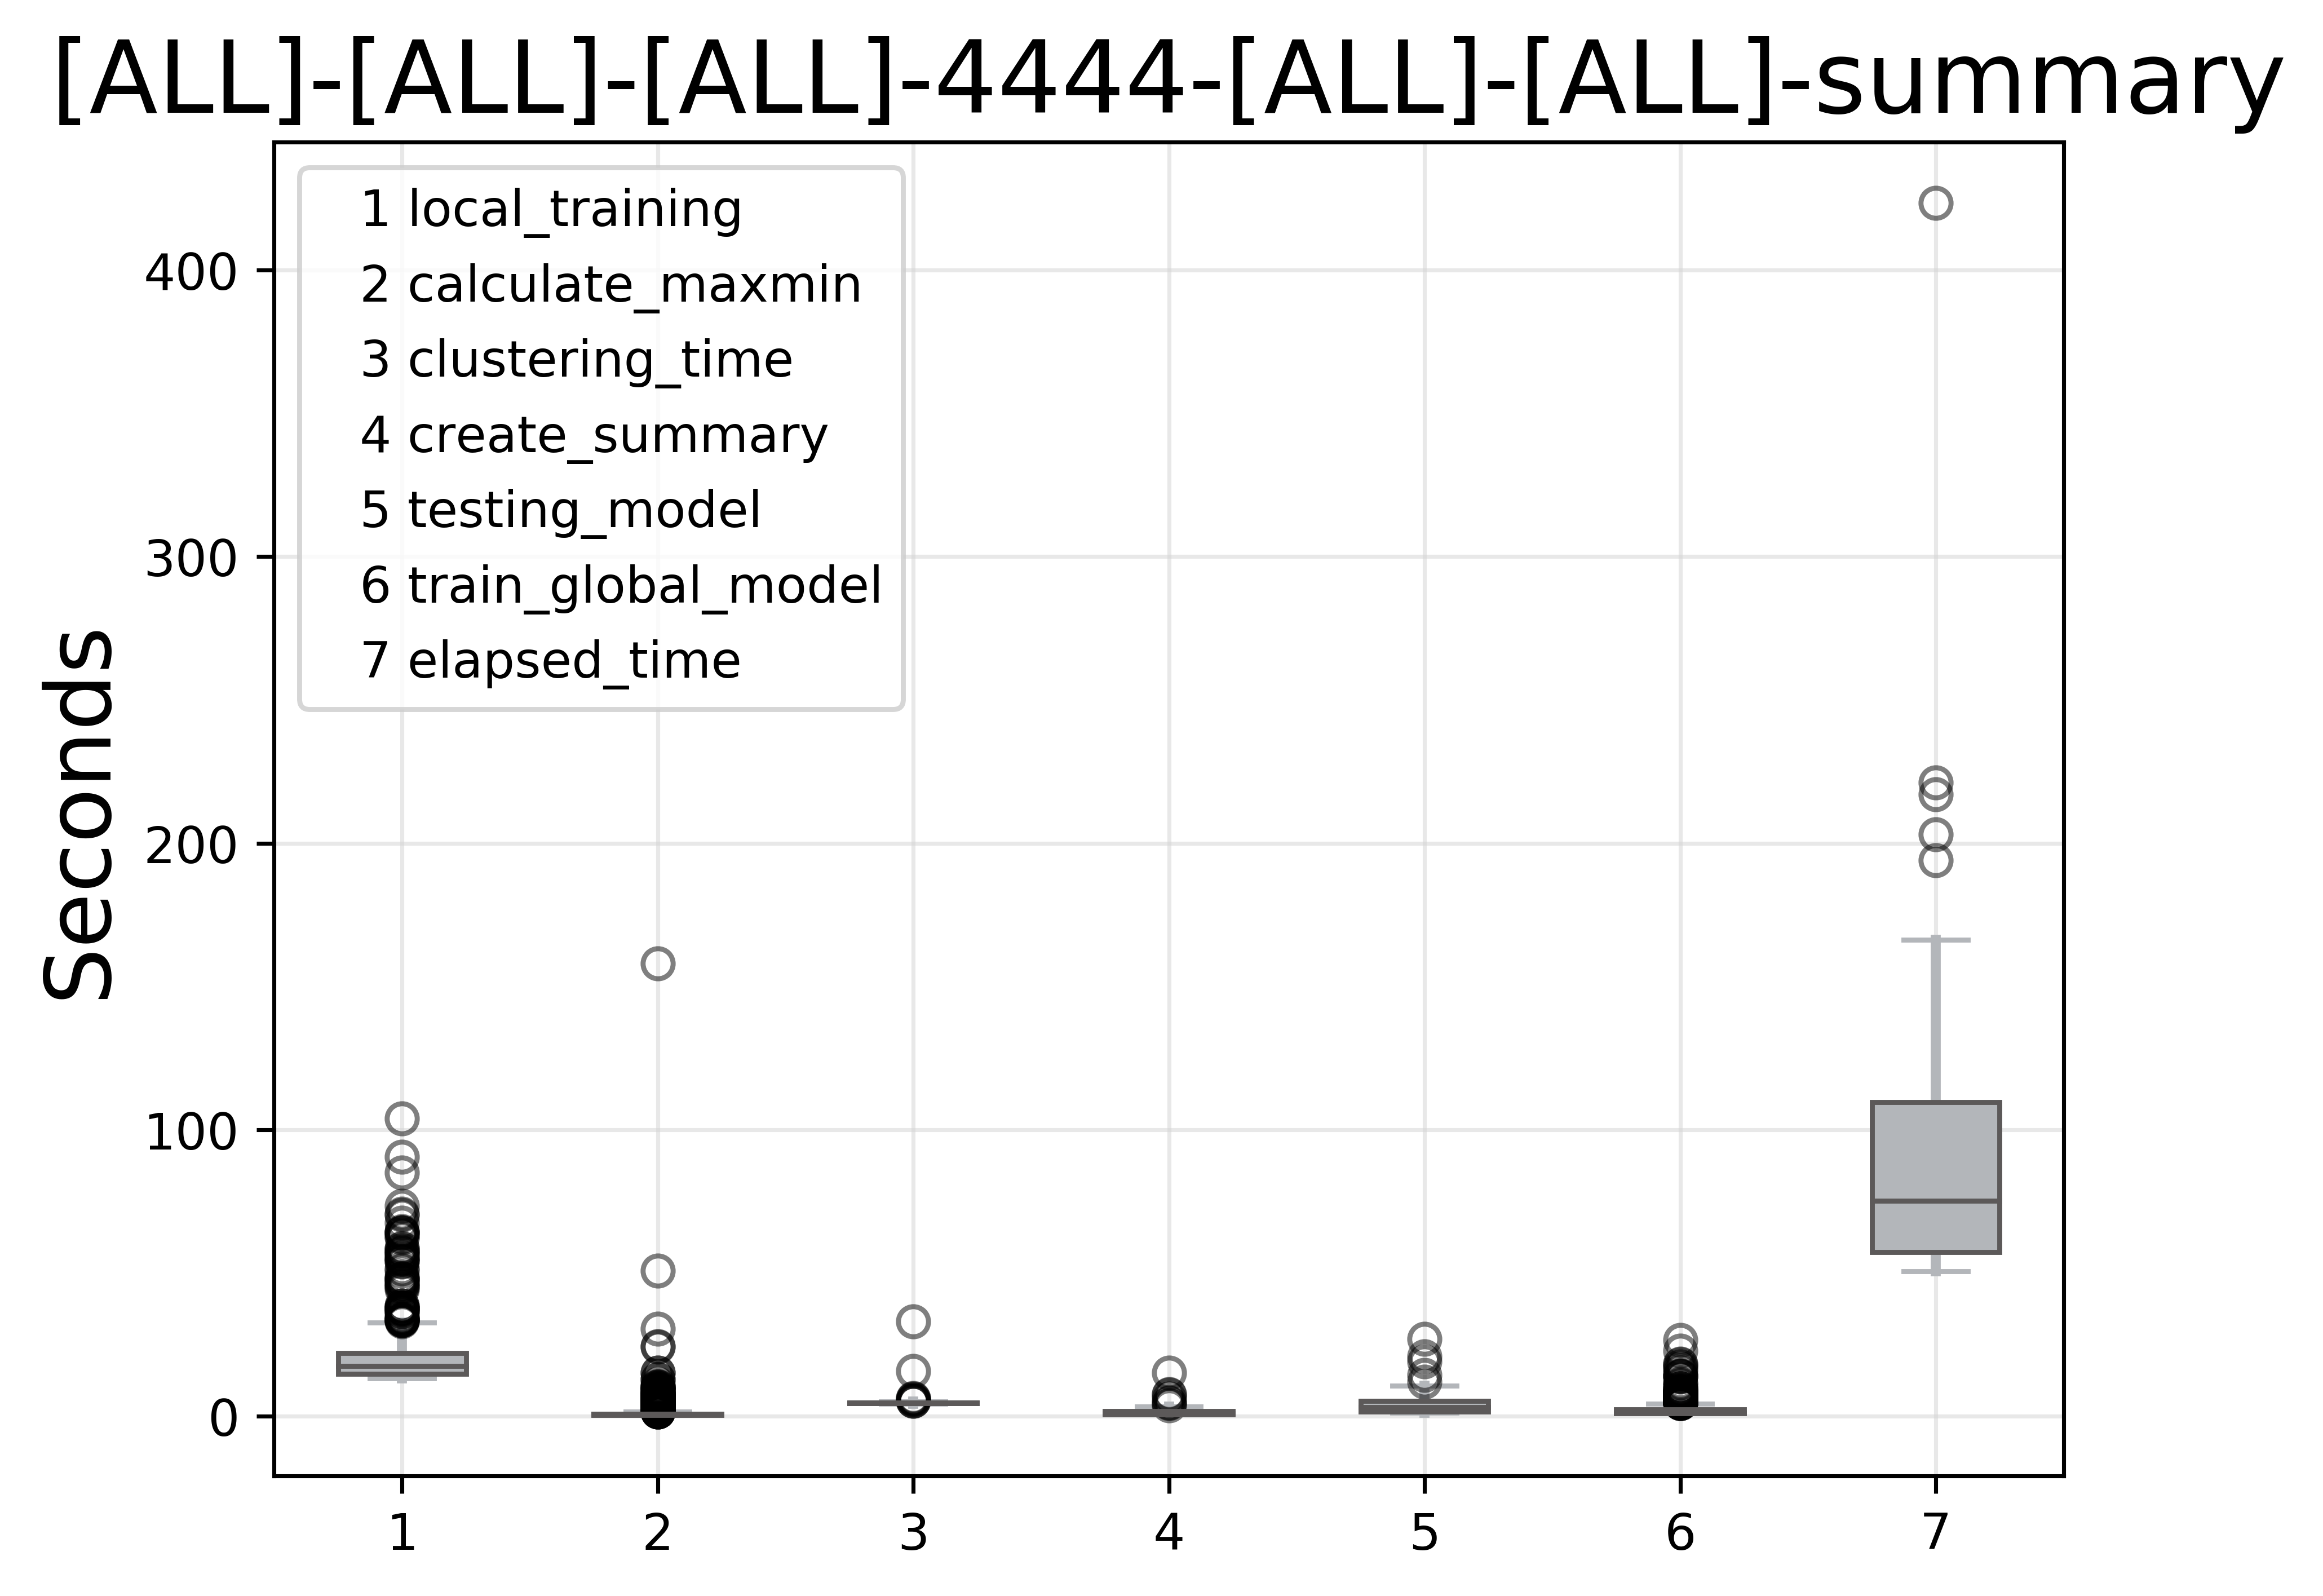 [ALL]-[ALL]-[ALL]-4444-[ALL]-[ALL]-summary
1 local_training
2 calculate_maxmin
3 clustering_time
4 create_summary
5 testing_model
6 train_global_model
7 elapsed_time
Seconds
400
300
200
100
0
1 2 3 4 5 6 7